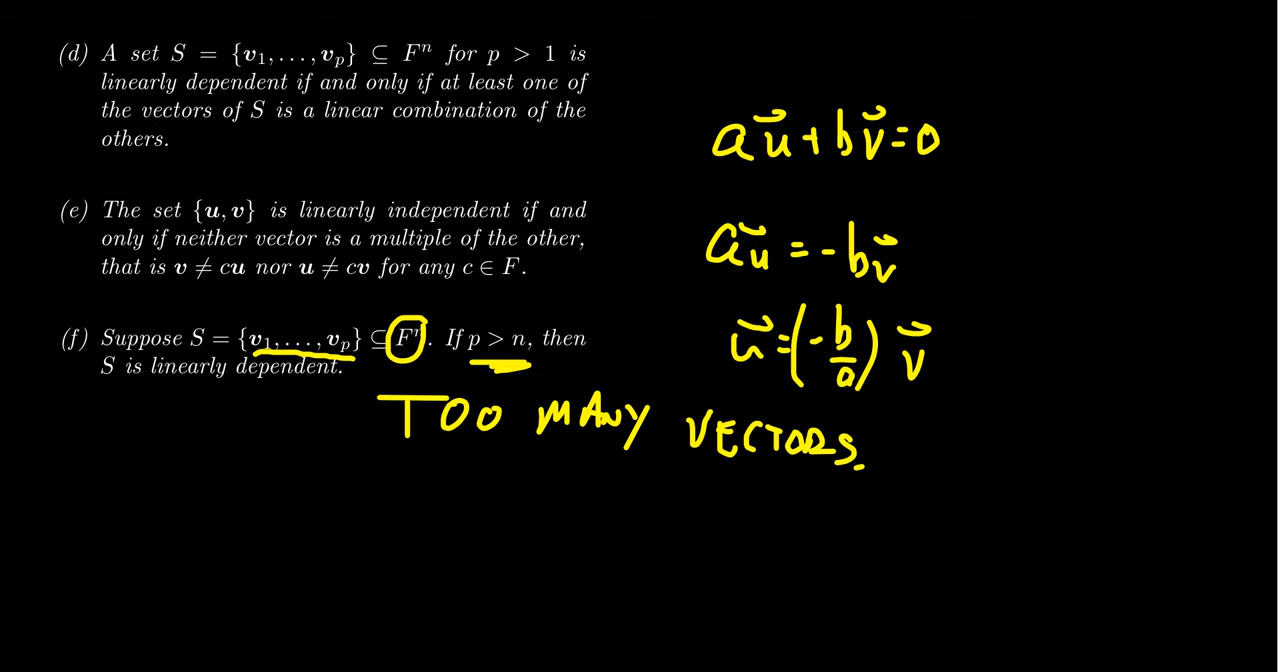 (d) A set S = {v₁, . . . , vₚ} ⊆ Fⁿ for p > 1 is
linearly dependent if and only if at least one of
the vectors of S is a linear combination of the
others.
(e) The set {u, v} is linearly independent if and
only if neither vector is a multiple of the other,
that is v ≠ cu nor u ≠ cv for any c ∈ F.
(f) Suppose S = {v₁, . . . , vₚ} ⊆ Fⁿ. If p > n, then
S is linearly dependent.
TOO MANY VECTORS.
au⃗ + bv⃗ = 0
au⃗ = -bv⃗
u⃗ = (-b/a) v⃗